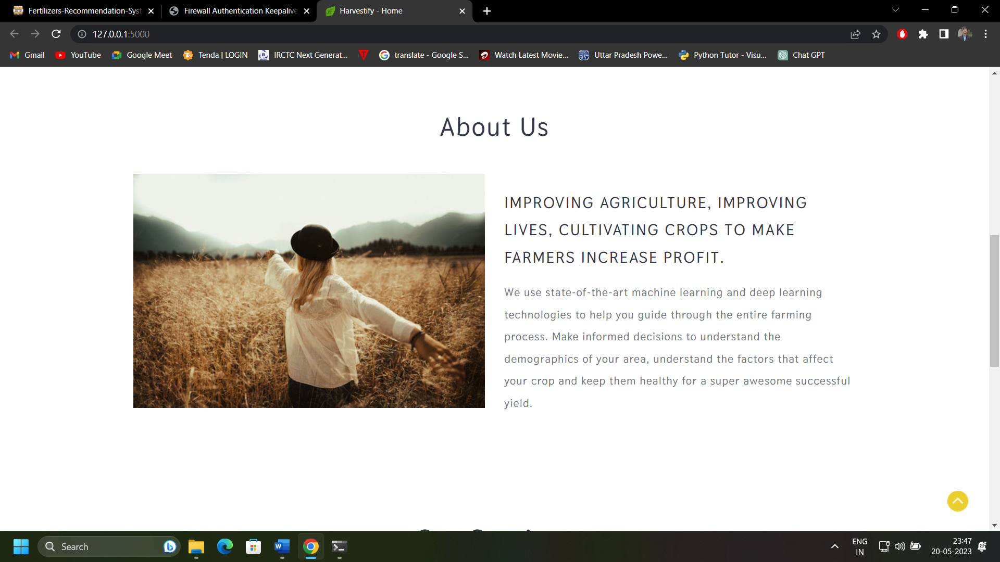 Fertilizers-Recommendation-Syst
Firewall Authentication Keepalive
Harvestify - Home
127.0.0.1:5000
Gmail
YouTube
Google Meet
Tenda | LOGIN
IRCTC Next Generat...
translate - Google S...
Watch Latest Movie...
Uttar Pradesh Powe...
Python Tutor - Visu...
Chat GPT
About Us
IMPROVING AGRICULTURE, IMPROVING
LIVES, CULTIVATING CROPS TO MAKE
FARMERS INCREASE PROFIT.
We use state-of-the-art machine learning and deep learning
technologies to help you guide through the entire farming
process. Make informed decisions to understand the
demographics of your area, understand the factors that affect
your crop and keep them healthy for a super awesome successful
yield.
Search
ENG
IN
23:47
20-05-2023